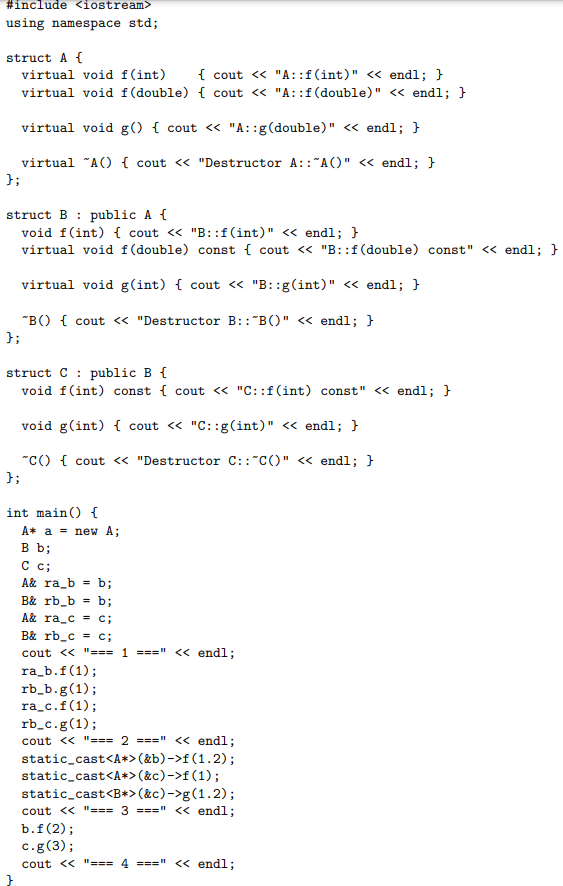 #include <iostream>
using namespace std;

struct A {
  virtual void f(int)    { cout << "A::f(int)" << endl; }
  virtual void f(double) { cout << "A::f(double)" << endl; }

  virtual void g() { cout << "A::g(double)" << endl; }

  virtual ~A() { cout << "Destructor A::~A()" << endl; }
};

struct B : public A {
  void f(int) { cout << "B::f(int)" << endl; }
  virtual void f(double) const { cout << "B::f(double) const" << endl; }

  virtual void g(int) { cout << "B::g(int)" << endl; }

  ~B() { cout << "Destructor B::~B()" << endl; }
};

struct C : public B {
  void f(int) const { cout << "C::f(int) const" << endl; }

  void g(int) { cout << "C::g(int)" << endl; }

  ~C() { cout << "Destructor C::~C()" << endl; }
};

int main() {
  A* a = new A;
  B b;
  C c;
  A& ra_b = b;
  B& rb_b = b;
  A& ra_c = c;
  B& rb_c = c;
  cout << "=== 1 ===" << endl;
  ra_b.f(1);
  rb_b.g(1);
  ra_c.f(1);
  rb_c.g(1);
  cout << "=== 2 ===" << endl;
  static_cast<A*>(&b)->f(1.2);
  static_cast<A*>(&c)->f(1);
  static_cast<B*>(&c)->g(1.2);
  cout << "=== 3 ===" << endl;
  b.f(2);
  c.g(3);
  cout << "=== 4 ===" << endl;
}